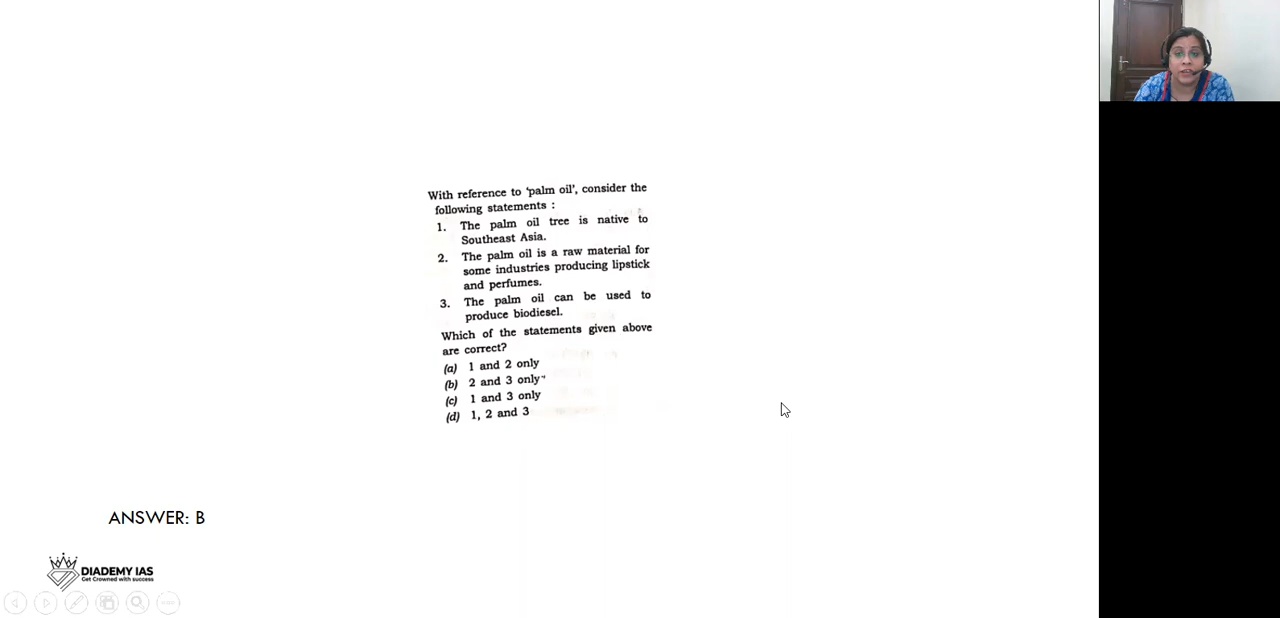 With reference to 'palm oil', consider the
following statements :
1. The palm oil tree is native to
Southeast Asia.
2. The palm oil is a raw material for
some industries producing lipstick
and perfumes.
3. The palm oil can be used to
produce biodiesel.
Which of the statements given above
are correct?
(a) 1 and 2 only
(b) 2 and 3 only
(c) 1 and 3 only
(d) 1, 2 and 3
ANSWER: B
DIADEMY IAS
Get Crowned with success